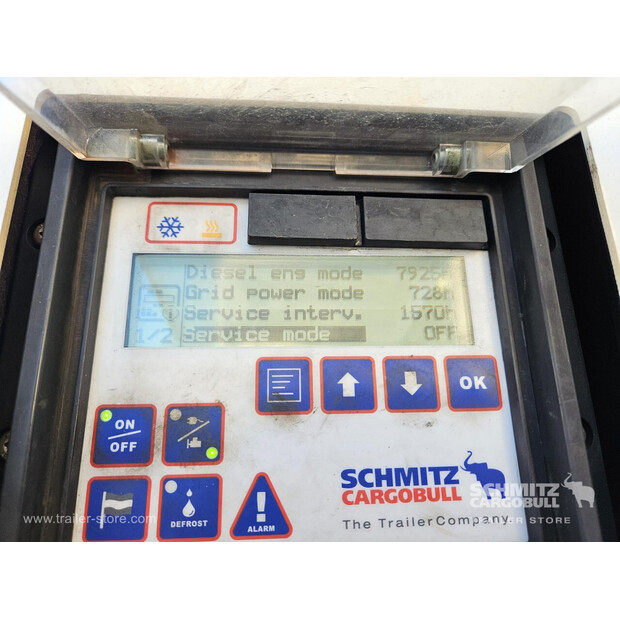 Diesel eng mode 7925h
Grid power mode 728h
Service interv. 1570h
1/2 Service mode OFF
OK
ON
OFF
DEFROST
ALARM
SCHMITZ
CARGOBULL
The TrailerCompany.
www.trailer-store.com
SCHMITZ
CARGOBULL
TRAILER STORE